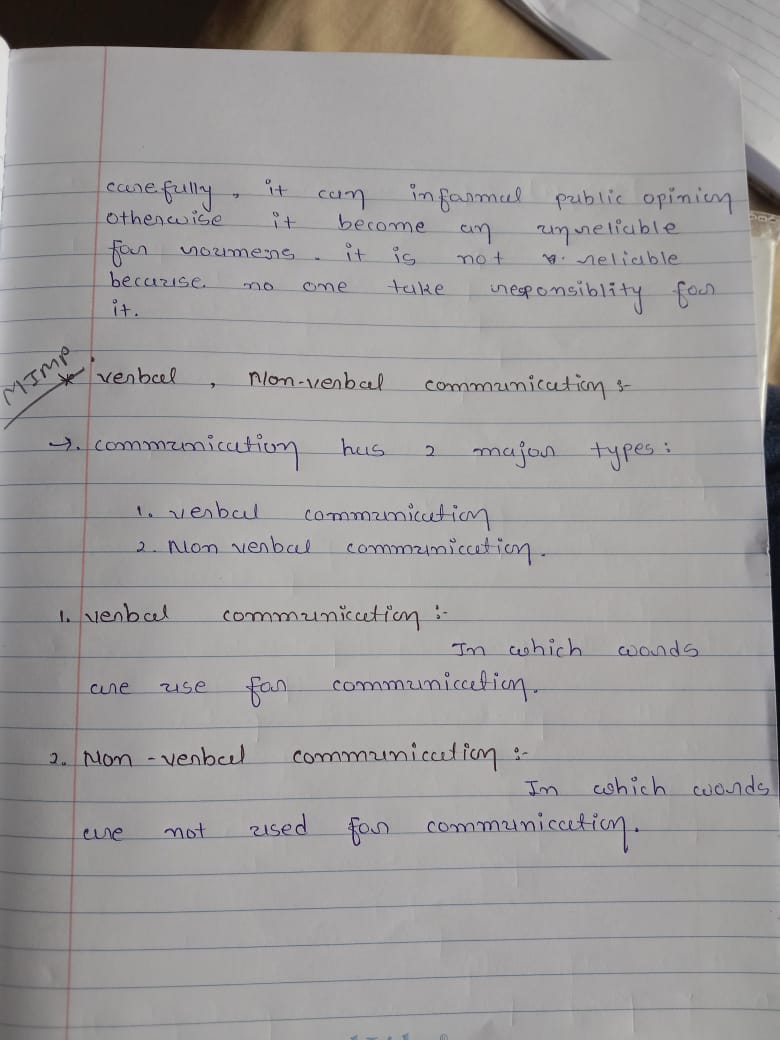 carefully, it can informal public opinion
otherwise it become an unreliable
for
it is not reliable
because no one take responsiblity for
it.
MIMP
* verbal, Non-verbal communication :-
→. communication has 2 major types :
1. verbal communication
2. Non verbal communication.
1. verbal communication :-
In which words
are use for communication.
2. Non-verbal communication :-
In which words
are not used for communication.